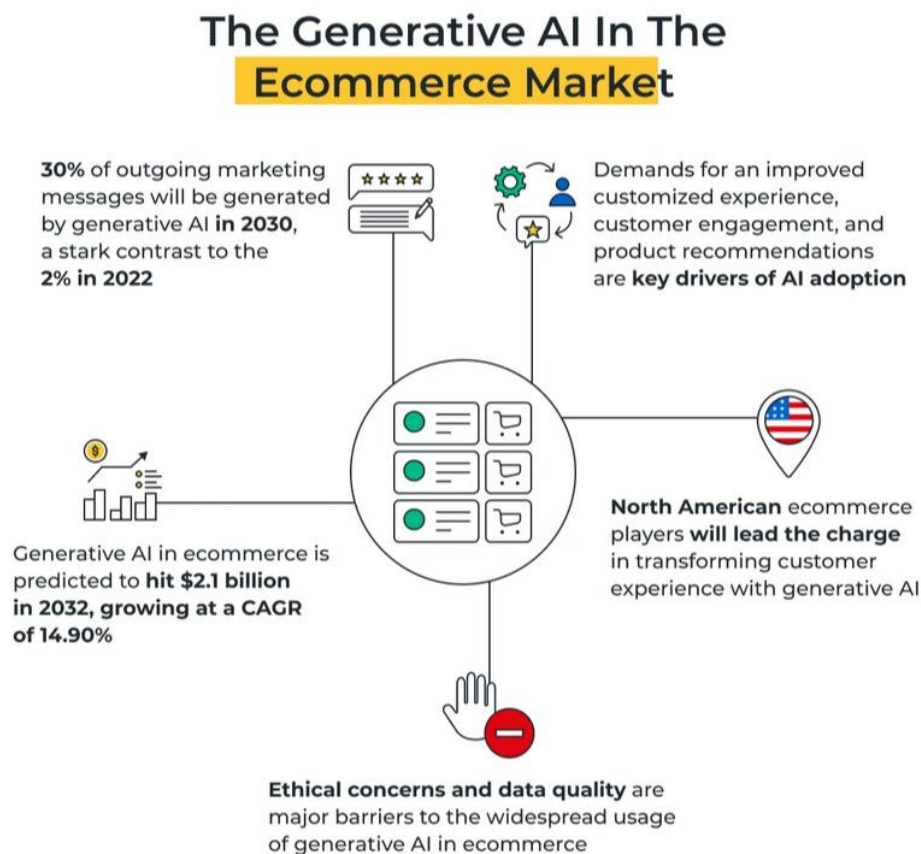 The Generative AI In The
Ecommerce Market
30% of outgoing marketing
messages will be generated
by generative AI in 2030,
a stark contrast to the
2% in 2022
Demands for an improved
customized experience,
customer engagement, and
product recommendations
are key drivers of AI adoption
$
Generative AI in ecommerce is
predicted to hit $2.1 billion
in 2032, growing at a CAGR
of 14.90%
North American ecommerce
players will lead the charge
in transforming customer
experience with generative AI
Ethical concerns and data quality are
major barriers to the widespread usage
of generative AI in ecommerce